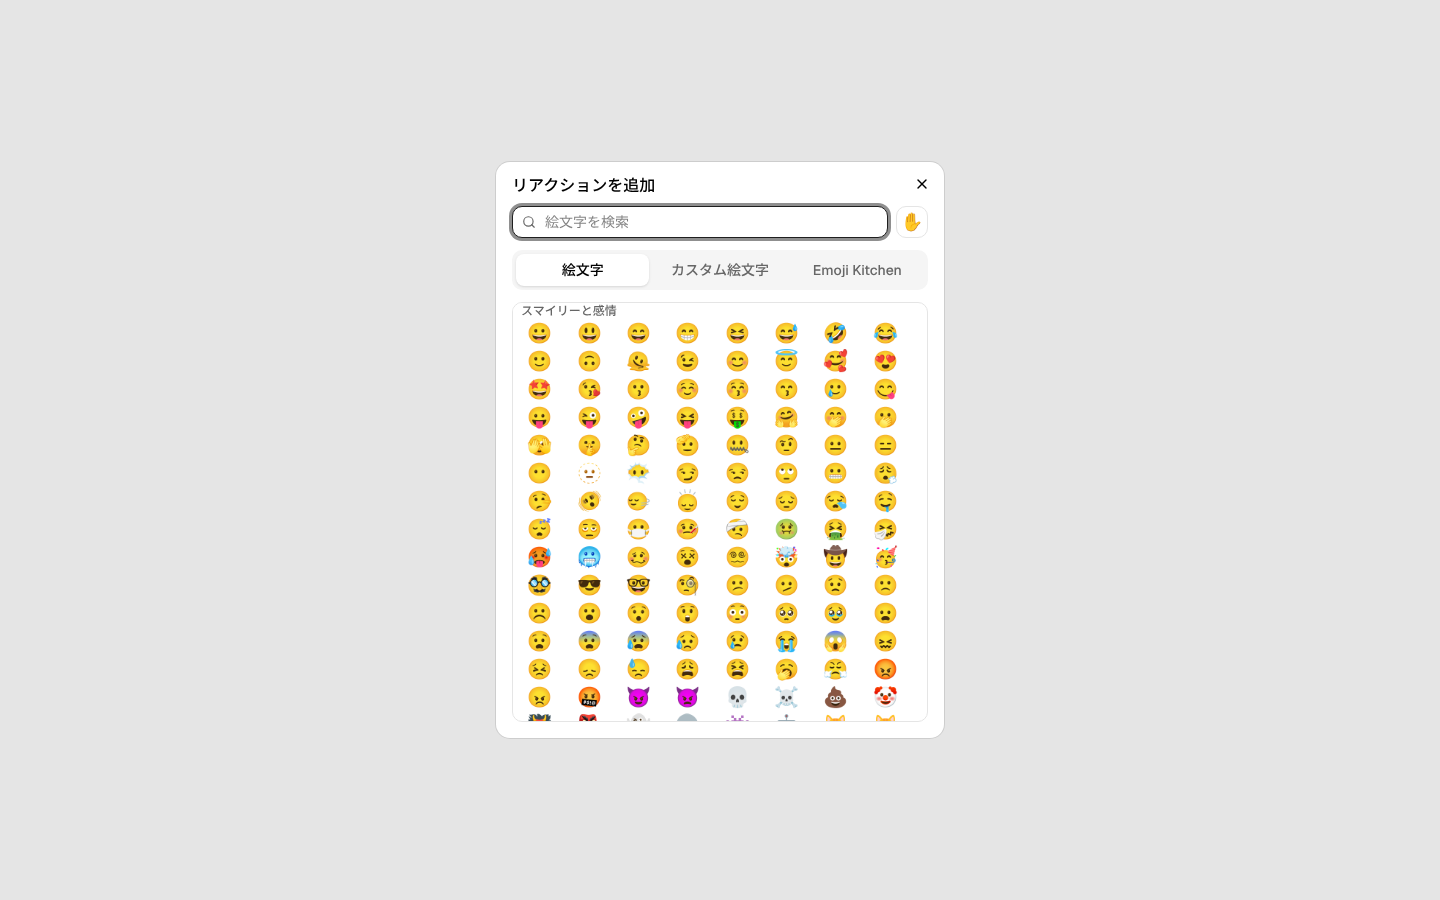 リアクションを追加
絵文字を検索
絵文字
カスタム絵文字
Emoji Kitchen
スマイリーと感情